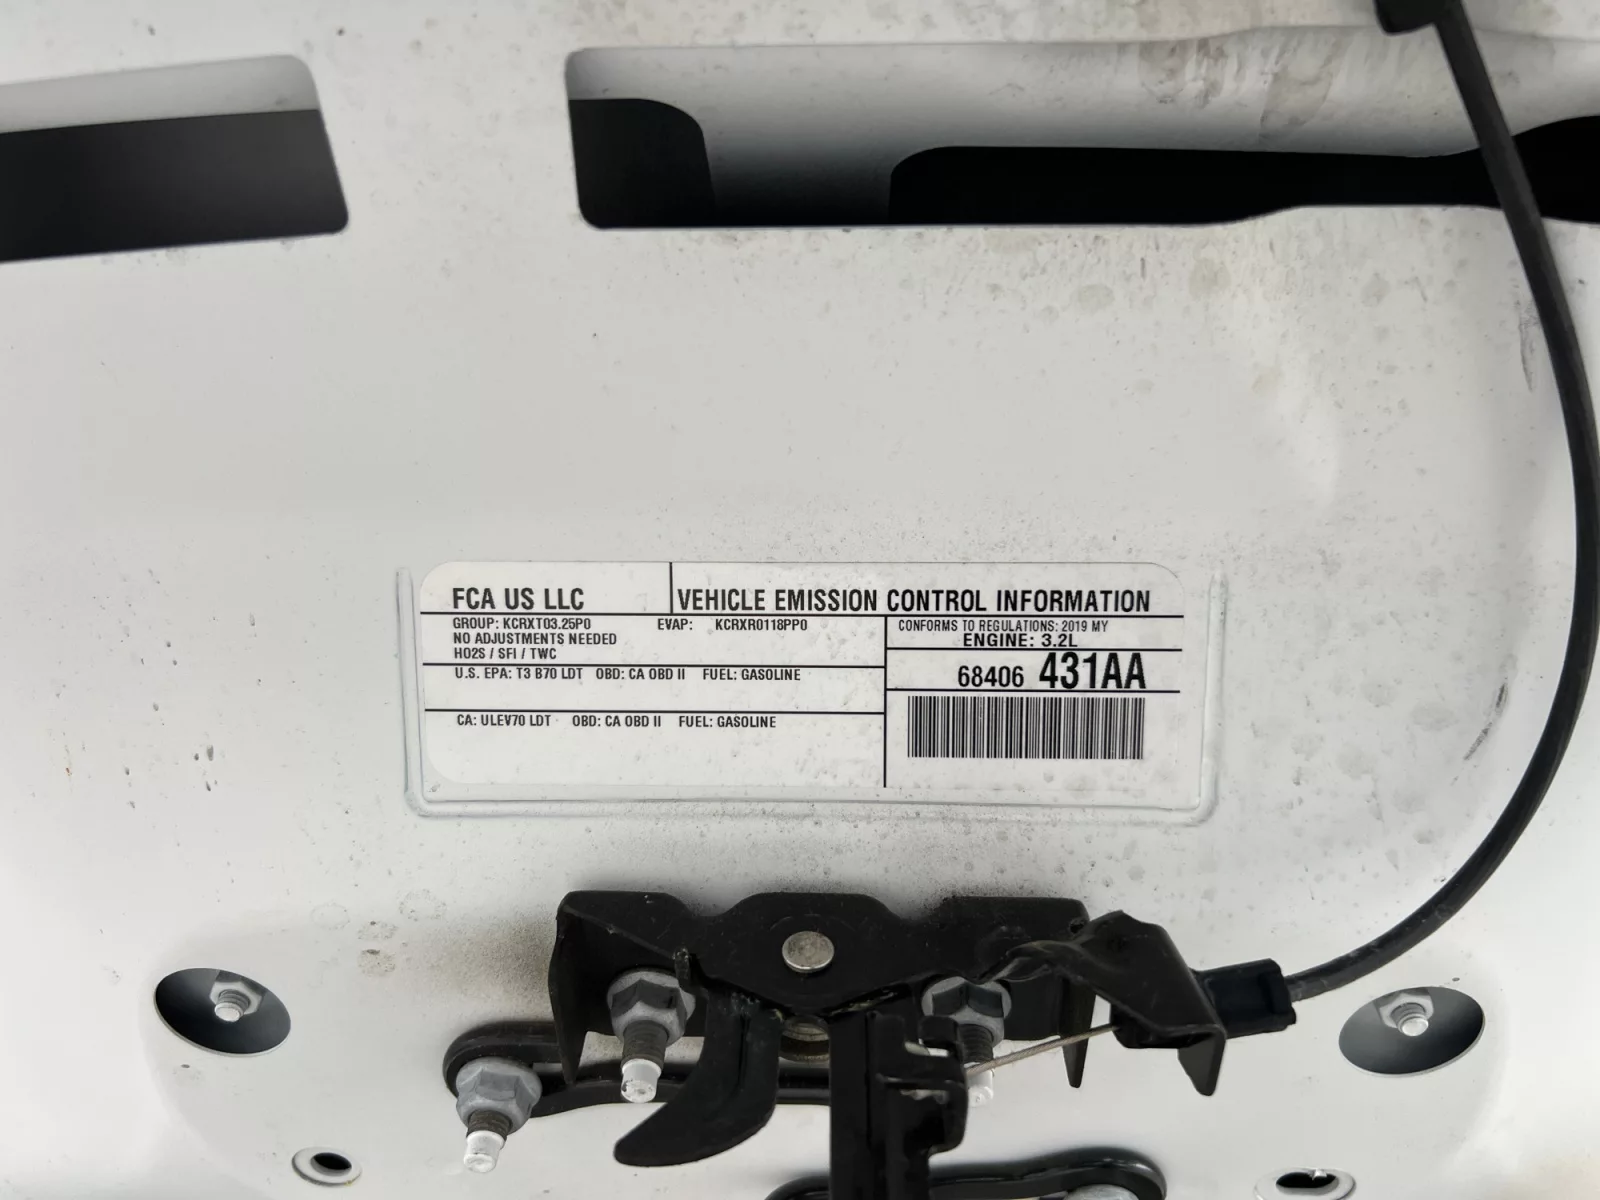 FCA US LLC
VEHICLE EMISSION CONTROL INFORMATION
GROUP: KCRXT03.25P0 EVAP: KCRXR0118PP0
NO ADJUSTMENTS NEEDED
HO2S / SFI / TWC
U.S. EPA: T3 B70 LDT OBD: CA OBD II FUEL: GASOLINE
CA: ULEV70 LDT OBD: CA OBD II FUEL: GASOLINE
CONFORMS TO REGULATIONS: 2019 MY
ENGINE: 3.2L
68406 431AA